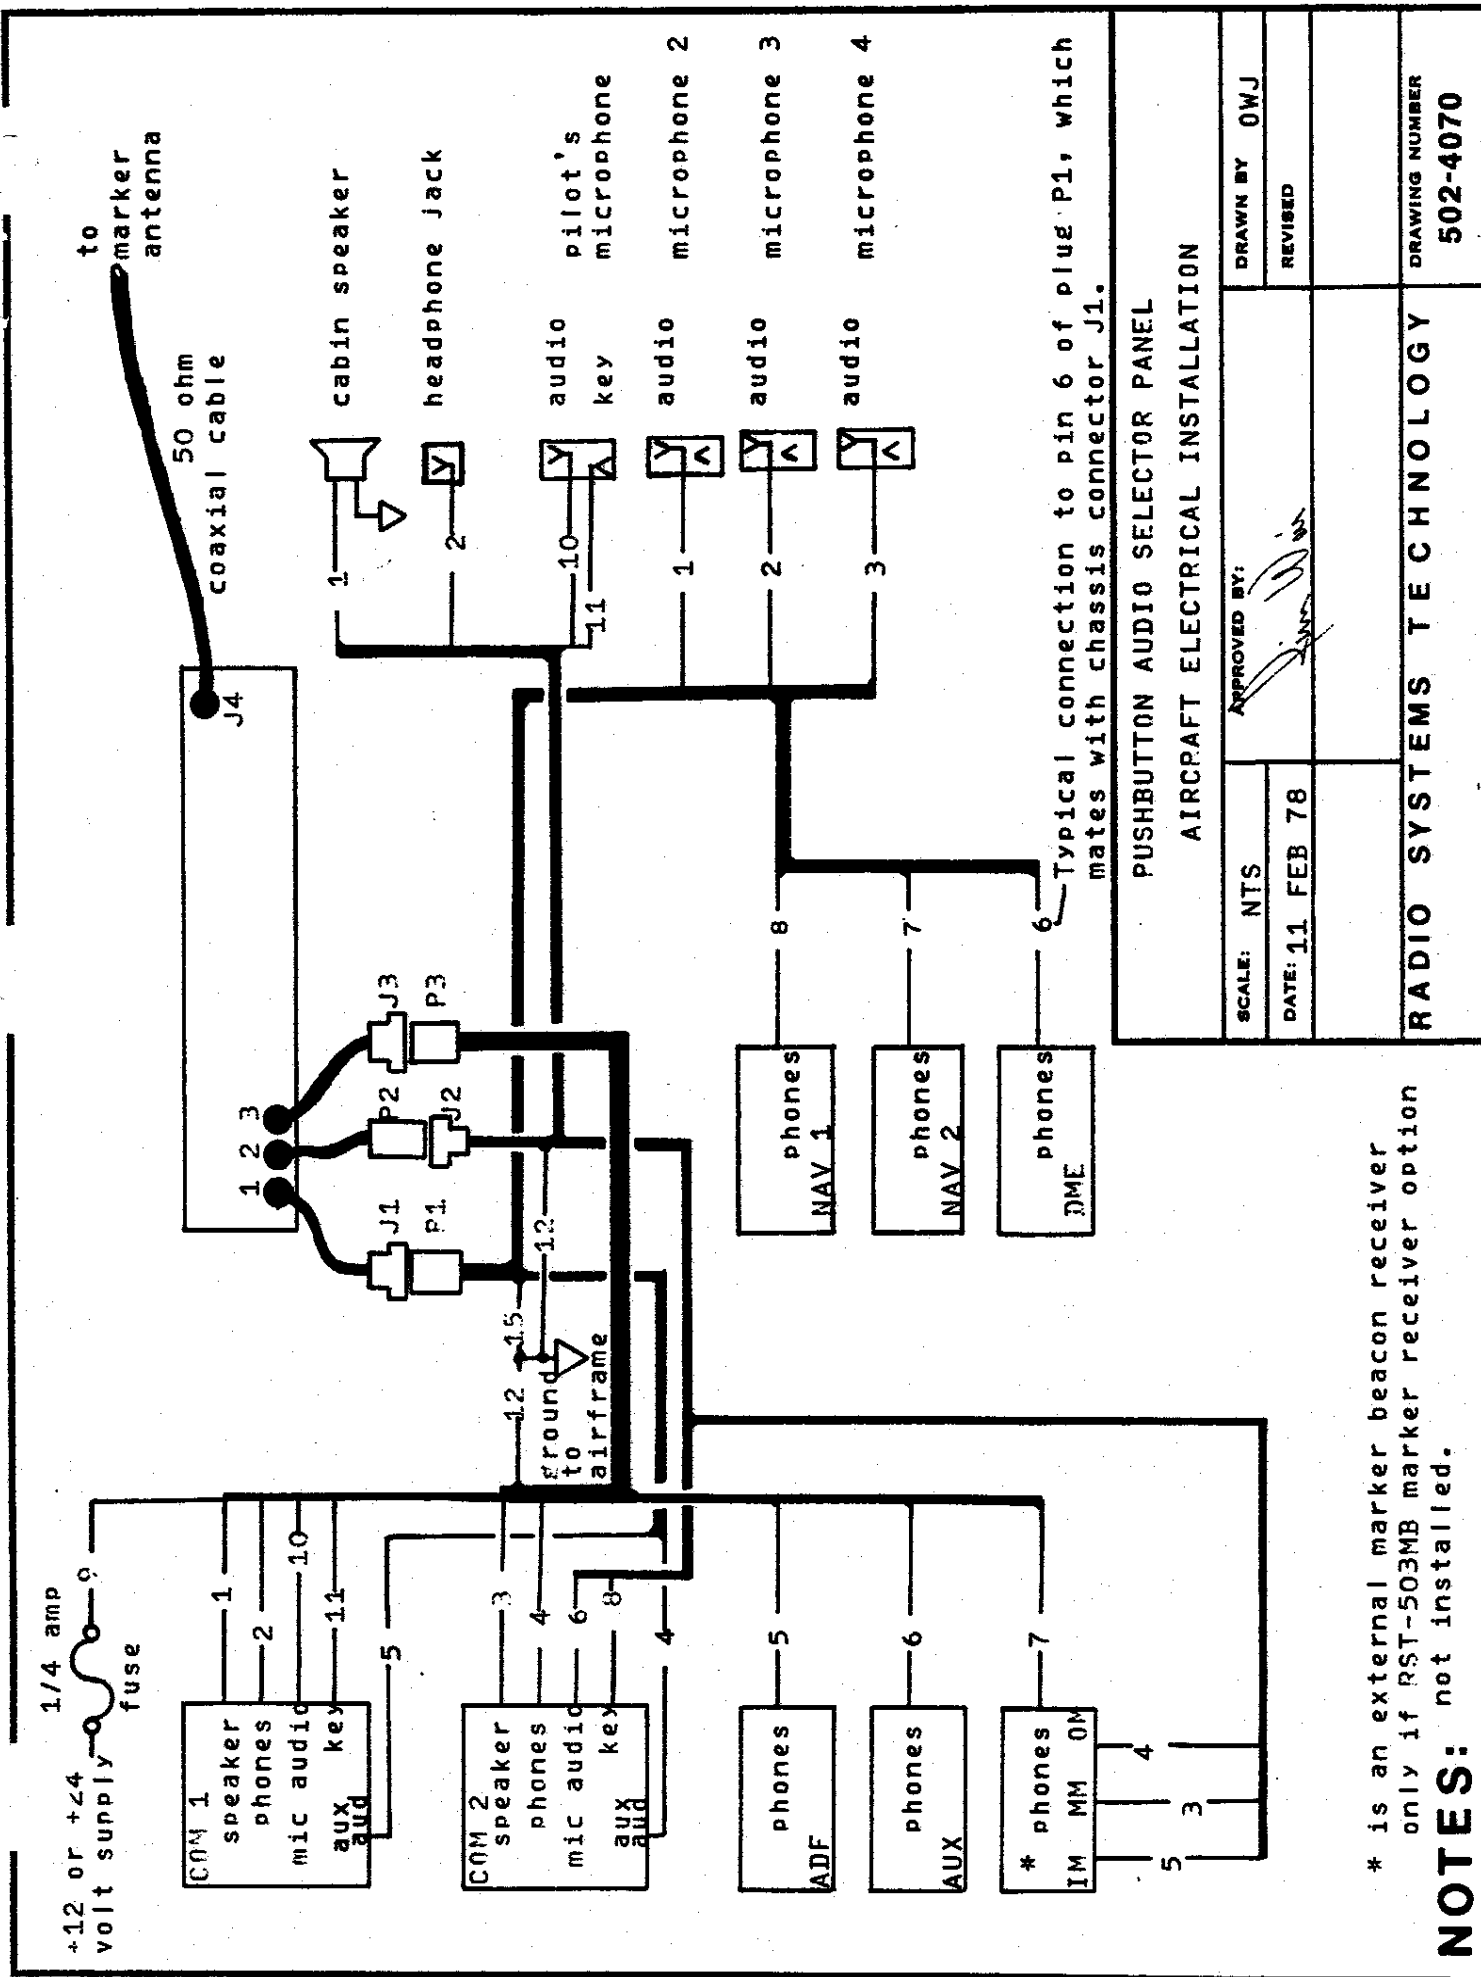 +12 or +24
volt supply
1/4 amp
fuse
9
COM 1
speaker
phones
mic audio
key
aux
aud
1
2
10
11
5
COM 2
speaker
phones
mic audio
key
aux
aud
3
4
6
8
4
ADF
phones
5
AUX
phones
6
* phones
IM MM OM
7
5
3
4
12
15
12
ground
to
airframe
1
2
3
J1
P1
P2
J2
J3
P3
J4
to
marker
antenna
50 ohm
coaxial cable
1
cabin speaker
2
headphone jack
10
audio
11
key
pilot's
microphone
1
audio
microphone 2
2
audio
microphone 3
3
audio
microphone 4
phones
NAV 1
8
phones
NAV 2
7
phones
DME
6
Typical connection to pin 6 of plug P1, which
mates with chassis connector J1.
* is an external marker beacon receiver
only if RST-503MB marker receiver option
not installed.
NOTES:
PUSHBUTTON AUDIO SELECTOR PANEL
AIRCRAFT ELECTRICAL INSTALLATION
SCALE: NTS
APPROVED BY:
DRAWN BY OWJ
DATE: 11 FEB 78
REVISED
RADIO SYSTEMS TECHNOLOGY
DRAWING NUMBER
502-4070